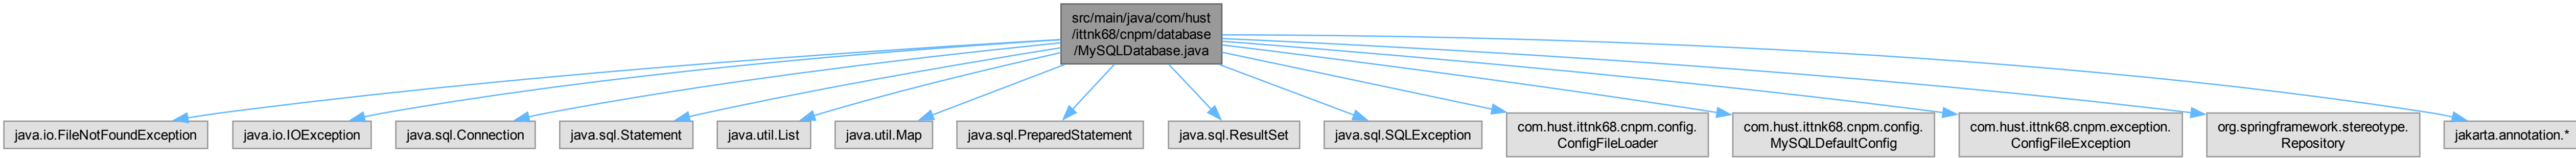 src/main/java/com/hust
/ittnk68/cnpm/database
/MySQLDatabase.java
java.io.FileNotFoundException
java.io.IOException
java.sql.Connection
java.sql.Statement
java.util.List
java.util.Map
java.sql.PreparedStatement
java.sql.ResultSet
java.sql.SQLException
com.hust.ittnk68.cnpm.config.
ConfigFileLoader
com.hust.ittnk68.cnpm.config.
MySQLDefaultConfig
com.hust.ittnk68.cnpm.exception.
ConfigFileException
org.springframework.stereotype.
Repository
jakarta.annotation.*